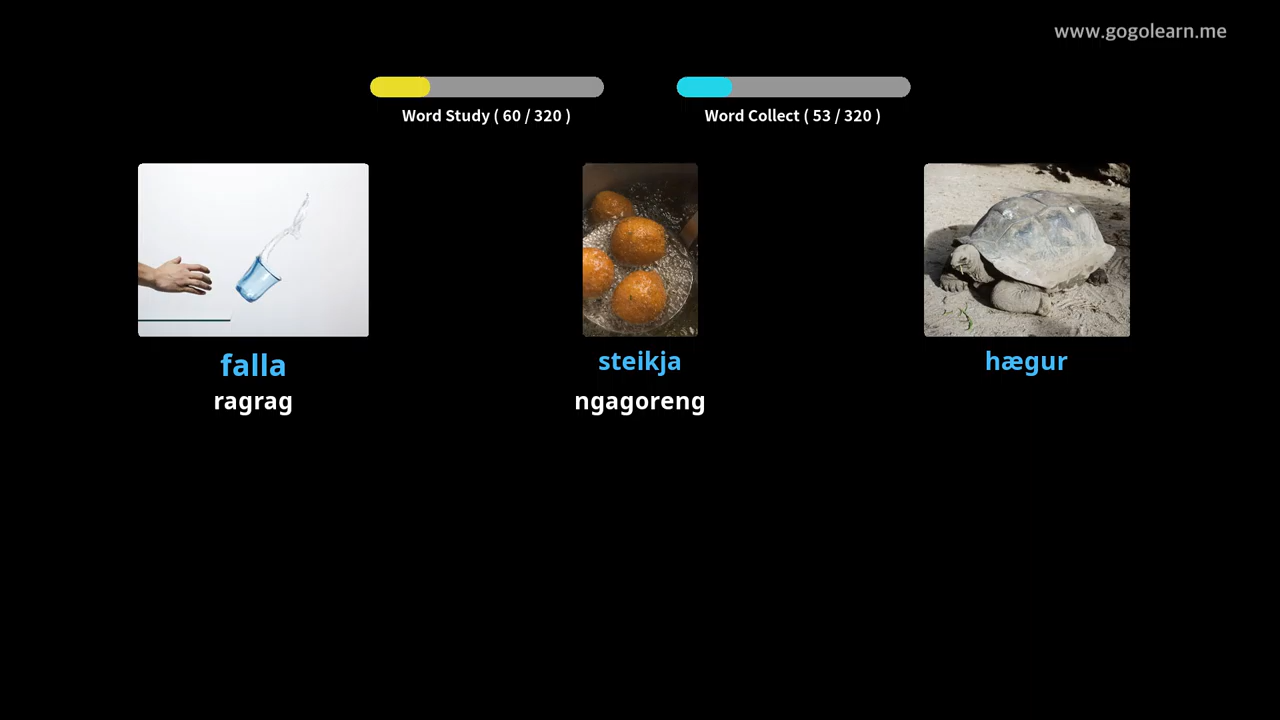 www.gogolearn.me
Word Study ( 60 / 320 )
Word Collect ( 53 / 320 )
falla
steikja
hægur
ragrag
ngagoreng